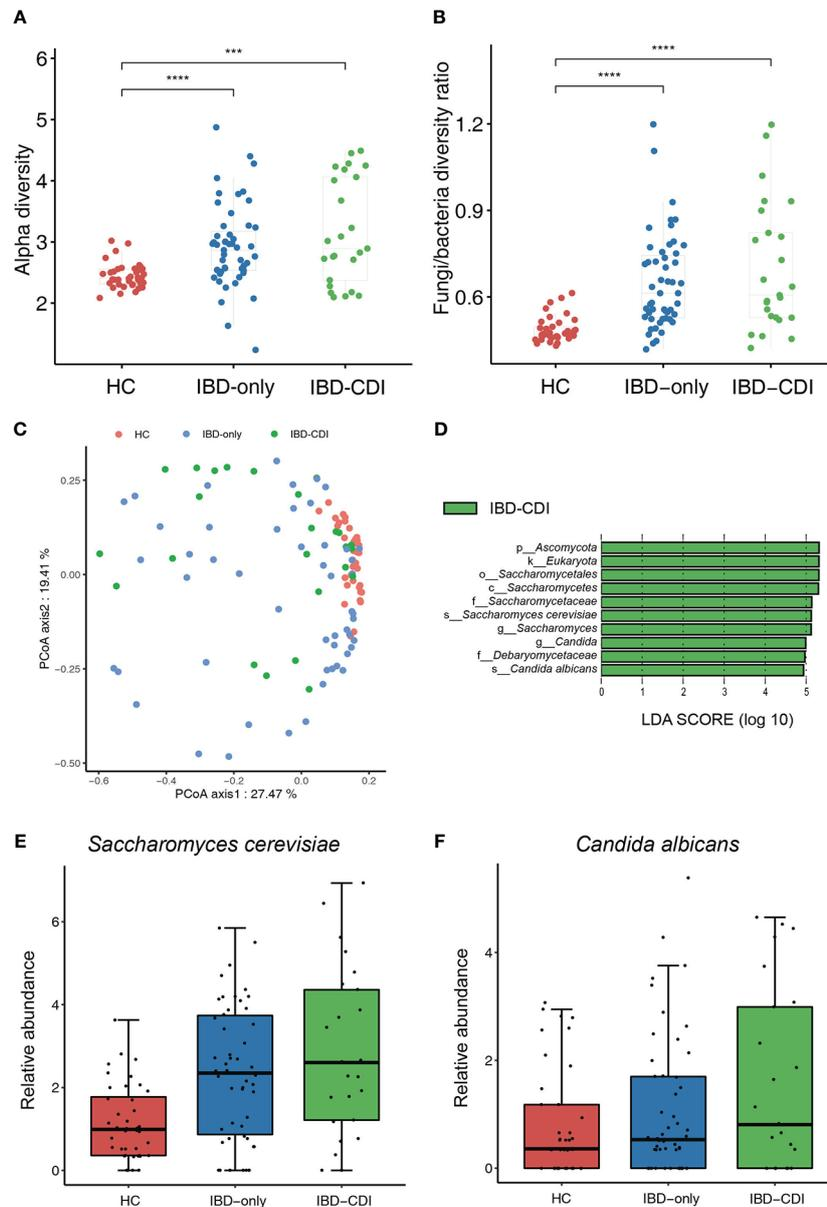 A
Alpha diversity
6
5
4
3
2
***
****
HC IBD-only IBD-CDI
B
Fungi/bacteria diversity ratio
1.2
0.9
0.6
****
****
HC IBD−only IBD−CDI
C
HC IBD-only IBD-CDI
PCoA axis2 : 19.41 %
0.25
0.00
−0.25
−0.50
−0.6 −0.4 −0.2 0.0 0.2
PCoA axis1 : 27.47 %
D
IBD-CDI
p__Ascomycota
k__Eukaryota
o__Saccharomycetales
c__Saccharomycetes
f__Saccharomycetaceae
s__Saccharomyces cerevisiae
g__Saccharomyces
g__Candida
f__Debaryomycetaceae
s__Candida albicans
0 1 2 3 4 5
LDA SCORE (log 10)
E
Saccharomyces cerevisiae
Relative abundance
6
4
2
0
HC IBD-only IBD-CDI
F
Candida albicans
Relative abundance
4
2
0
HC IBD-only IBD-CDI